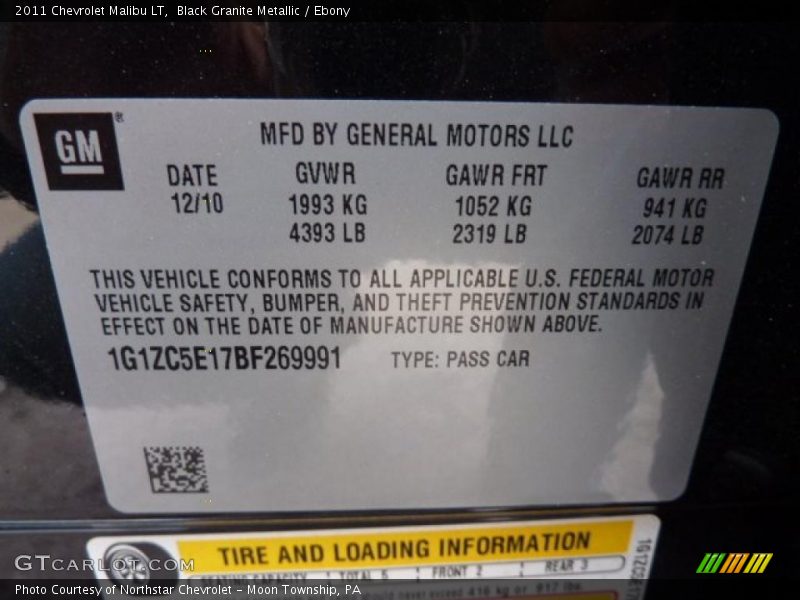 2011 Chevrolet Malibu LT,  Black Granite Metallic / Ebony
GM®
MFD BY GENERAL MOTORS LLC
DATE GVWR GAWR FRT GAWR RR
12/10 1993 KG 1052 KG 941 KG
4393 LB 2319 LB 2074 LB
THIS VEHICLE CONFORMS TO ALL APPLICABLE U.S. FEDERAL MOTOR
VEHICLE SAFETY, BUMPER, AND THEFT PREVENTION STANDARDS IN
EFFECT ON THE DATE OF MANUFACTURE SHOWN ABOVE.
1G1ZC5E17BF269991 TYPE: PASS CAR
TIRE AND LOADING INFORMATION
SEATING CAPACITY TOTAL 5 FRONT 2 REAR 3
GTcarlot.com
Photo Courtesy of Northstar Chevrolet - Moon Township, PA